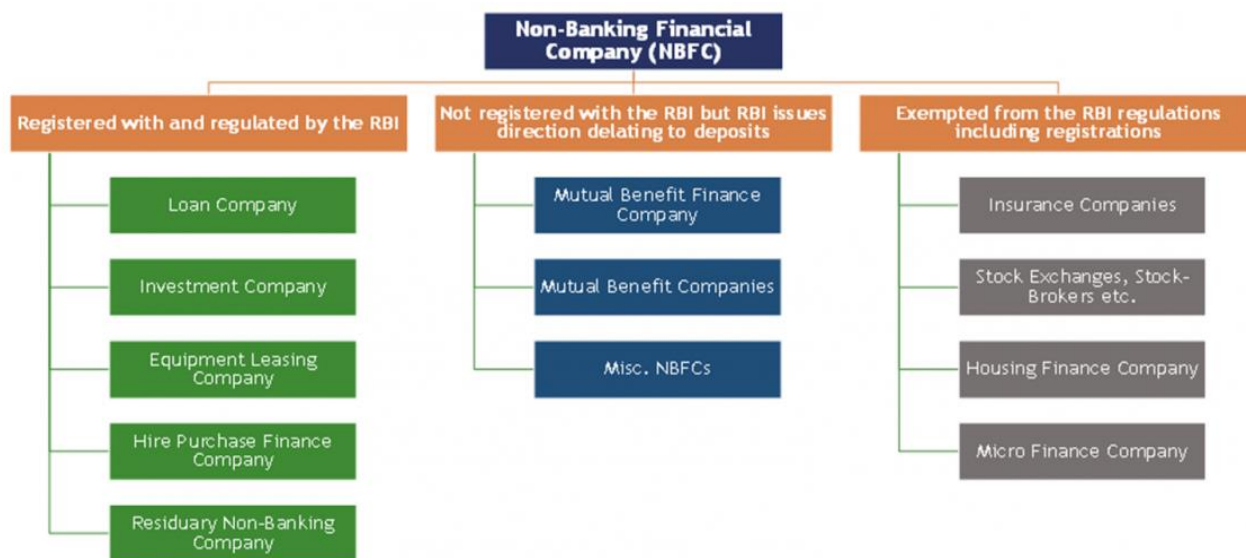 Non-Banking Financial
Company (NBFC)
Registered with and regulated by the RBI
Not registered with the RBI but RBI issues
direction delating to deposits
Exempted from the RBI regulations
including registrations
Loan Company
Investment Company
Equipment Leasing
Company
Hire Purchase Finance
Company
Residuary Non-Banking
Company
Mutual Benefit Finance
Company
Mutual Benefit Companies
Misc. NBFCs
Insurance Companies
Stock Exchanges, Stock-
Brokers etc.
Housing Finance Company
Micro Finance Company